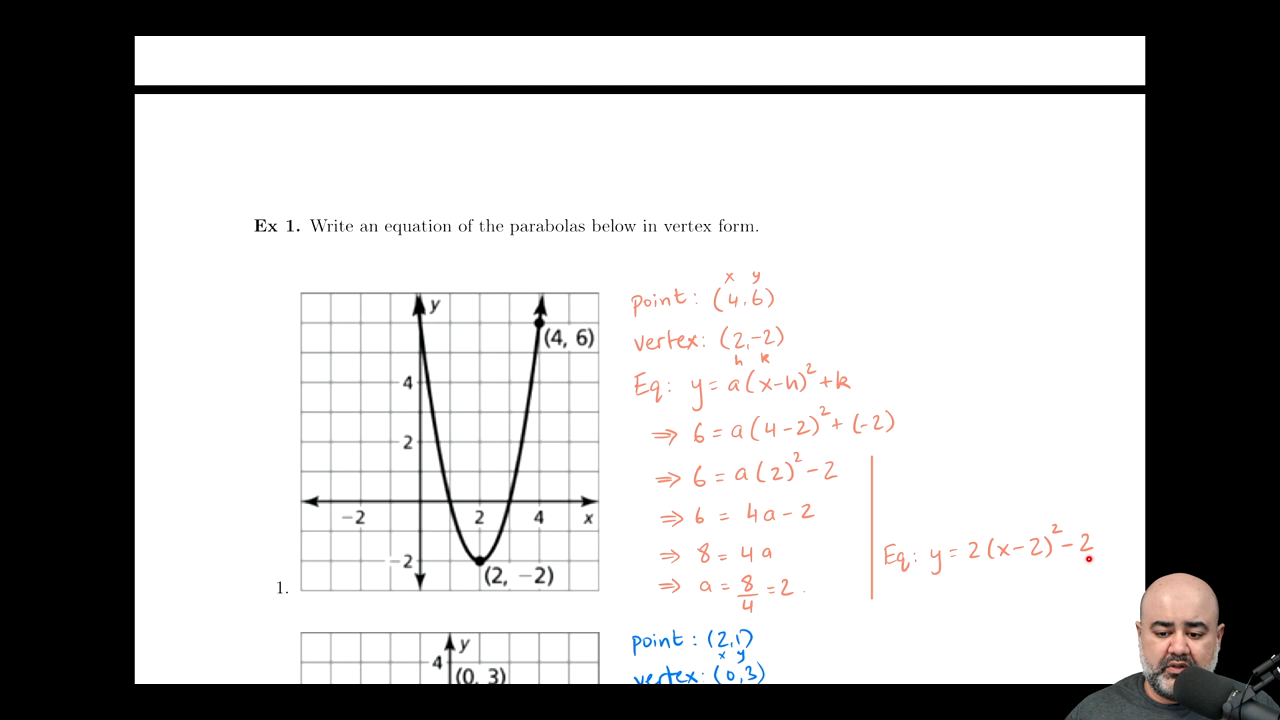 Ex 1. Write an equation of the parabolas below in vertex form.
y
(4, 6)
4
2
-2
2
4
x
-2
(2, -2)
1.
x y
point: (4,6)
vertex: (2,-2)
h k
Eq: y = a(x-h)² + k
⇒ 6 = a(4-2)² + (-2)
⇒ 6 = a(2)² - 2
⇒ 6 = 4a - 2
⇒ 8 = 4a
⇒ a = 8/4 = 2
Eq: y = 2(x-2)² - 2
y
4
(0, 3)
point: (2,1)
x y
vertex: (0,3)